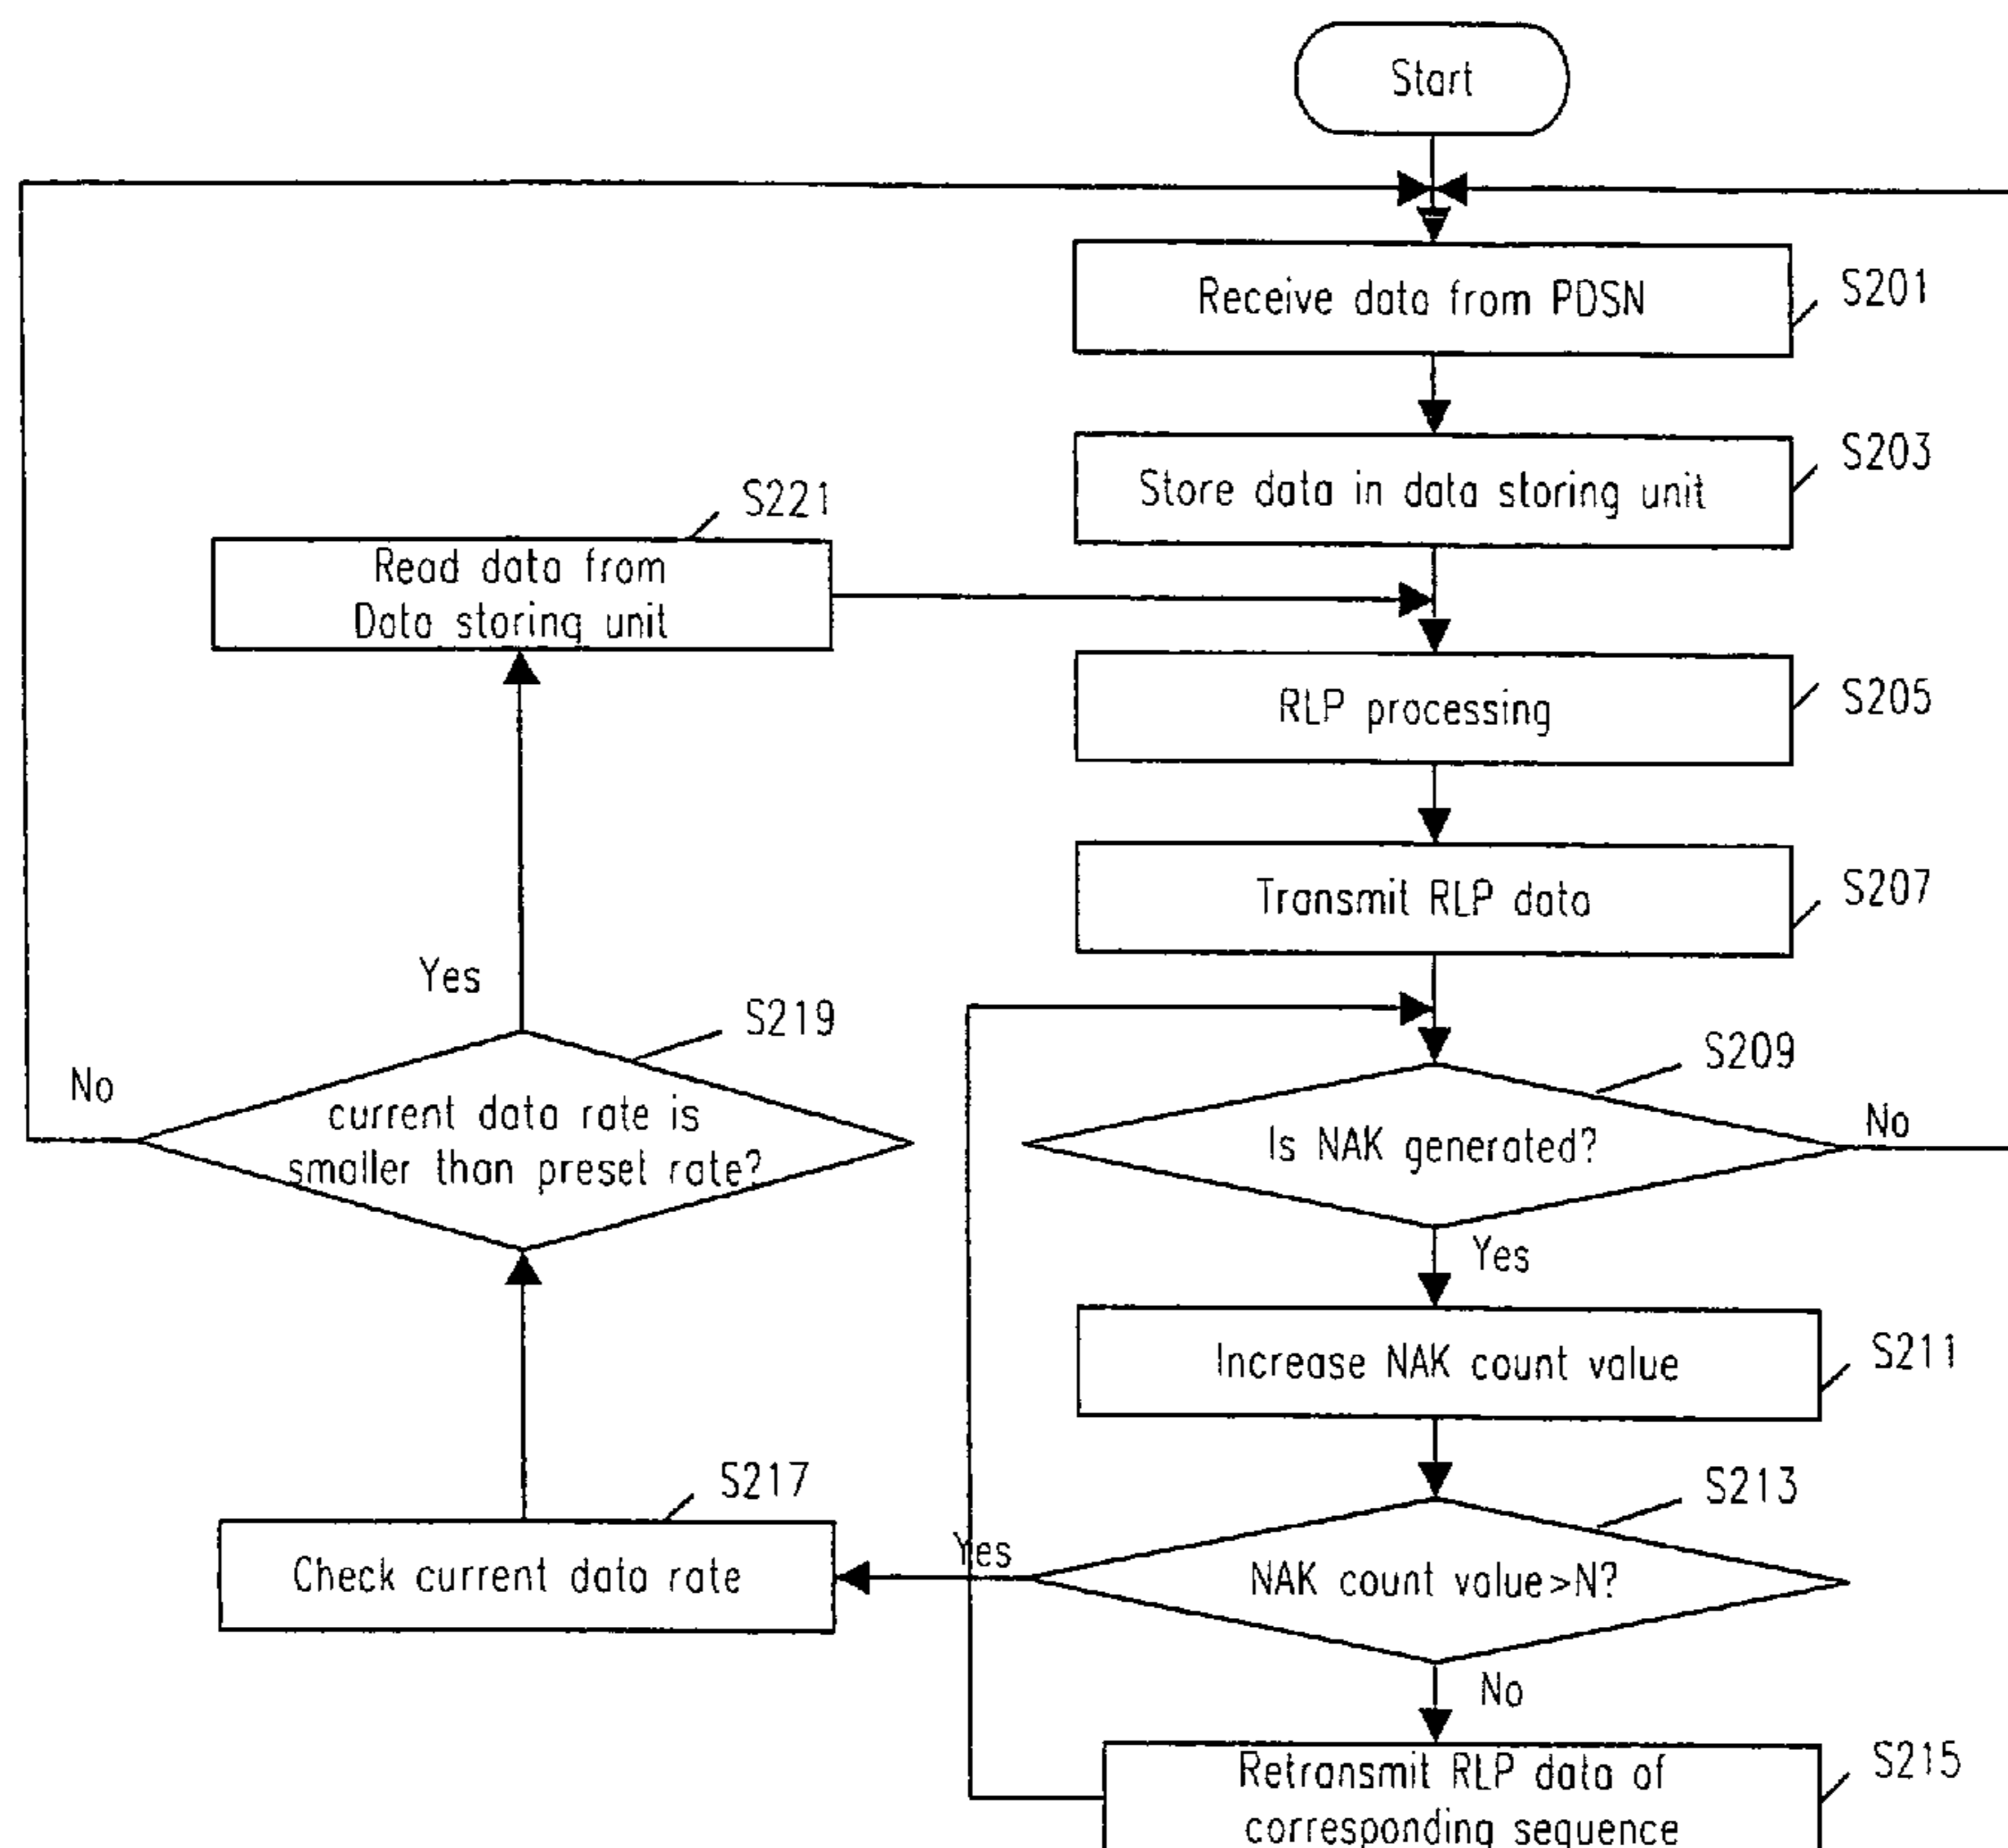 Start
Receive data from PDSN
S201
Store data in data storing unit
S203
S221
Read data from
Data storing unit
RLP processing
S205
Transmit RLP data
S207
Yes
S219
No
current data rate is
smaller than preset rate?
S209
Is NAK generated?
No
Yes
Increase NAK count value
S211
S217
Check current data rate
Yes
S213
NAK count value>N?
No
Retransmit RLP data of
corresponding sequence
S215